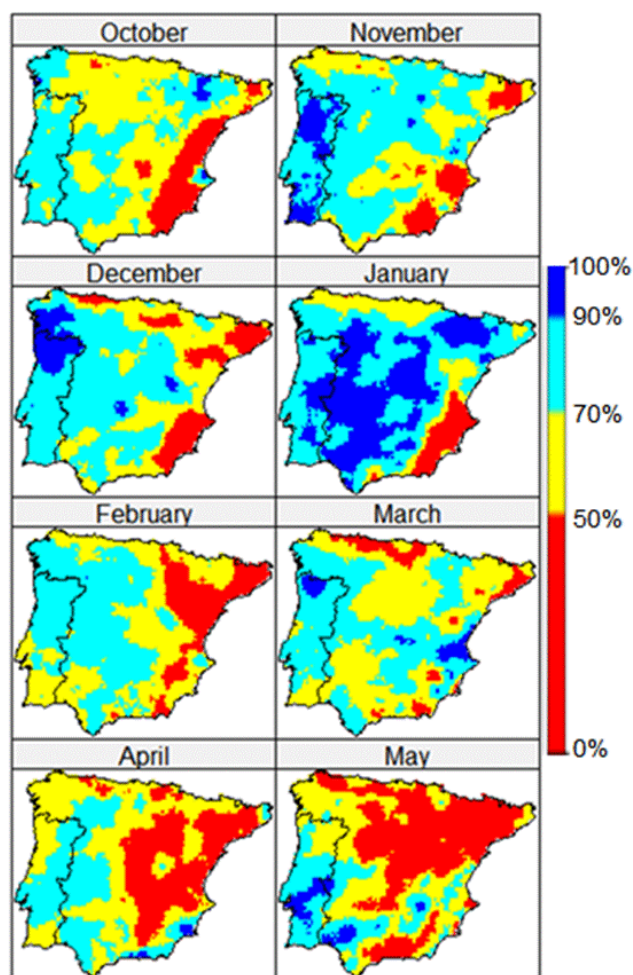 October
November
December
January
100%
90%
70%
50%
0%
February
March
April
May